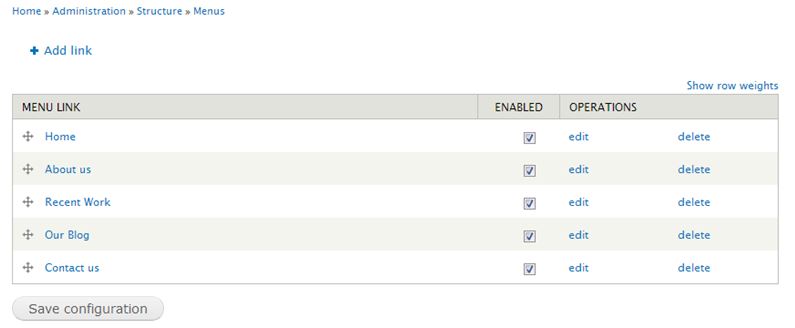 Home » Administration » Structure » Menus
+ Add link
Show row weights
MENU LINK ENABLED OPERATIONS
Home edit delete
About us edit delete
Recent Work edit delete
Our Blog edit delete
Contact us edit delete
Save configuration